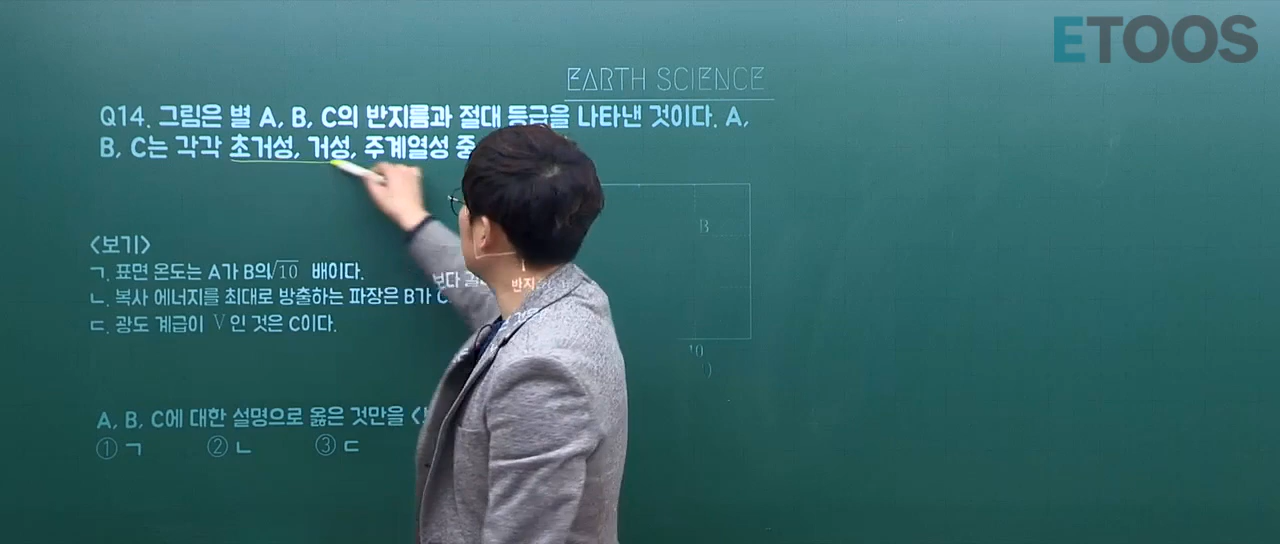 ETOOS
EARTH SCIENCE
Q14. 그림은 별 A, B, C의 반지름과 절대 등급을 나타낸 것이다. A,
B, C는 각각 초거성, 거성, 주계열성 중
B
<보기>
ㄱ. 표면 온도는 A가 B의 √10 배이다.
보다
반지
ㄴ. 복사 에너지를 최대로 방출하는 파장은 B가 C
ㄷ. 광도 계급이 V인 것은 C이다.
10
A, B, C에 대한 설명으로 옳은 것만을 <
① ㄱ ② ㄴ ③ ㄷ